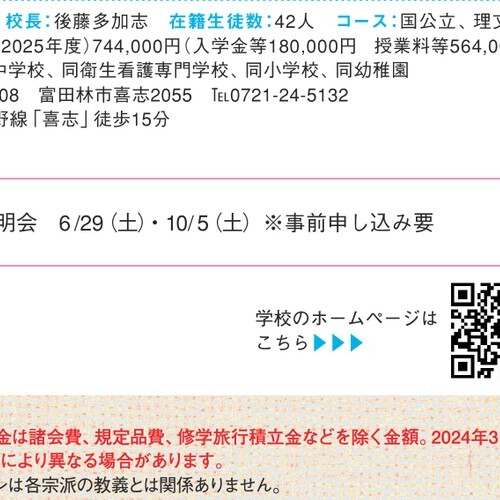 校長：後藤多加志　在籍生徒数：42人　コース：国公立、理文
2025年度）744,000円（入学金等180,000円　授業料等564,0
中学校、同衛生看護専門学校、同小学校、同幼稚園
08　富田林市喜志2055　℡0721-24-5132
野線「喜志」徒歩15分
明会　6/29（土）・10/5（土）　※事前申し込み要
学校のホームページは
こちら▶▶▶
金は諸会費、規定品費、修学旅行積立金などを除く金額。2024年3
により異なる場合があります。
ンは各宗派の教義とは関係ありません。